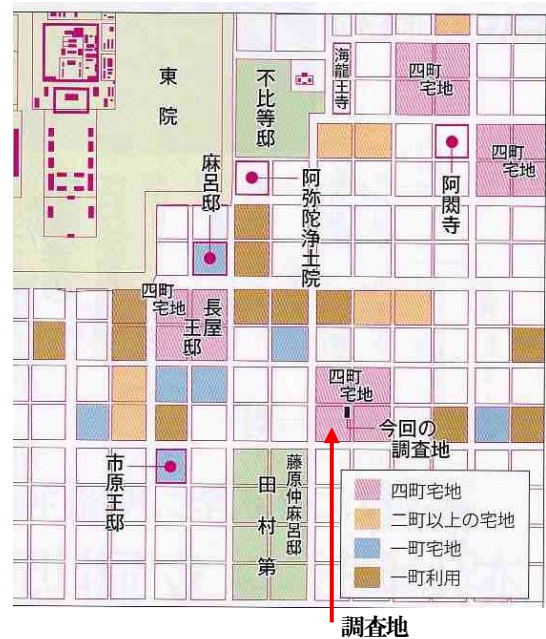 東院
不比等邸
海龍王寺
四町
宅地
四町
宅地
阿閦寺
麻呂邸
阿弥陀浄土院
四町
宅地
長屋
王邸
四町
宅地
今回の
調査地
市原王邸
田村第
藤原仲麻呂邸
四町宅地
二町以上の宅地
一町宅地
一町利用
調査地